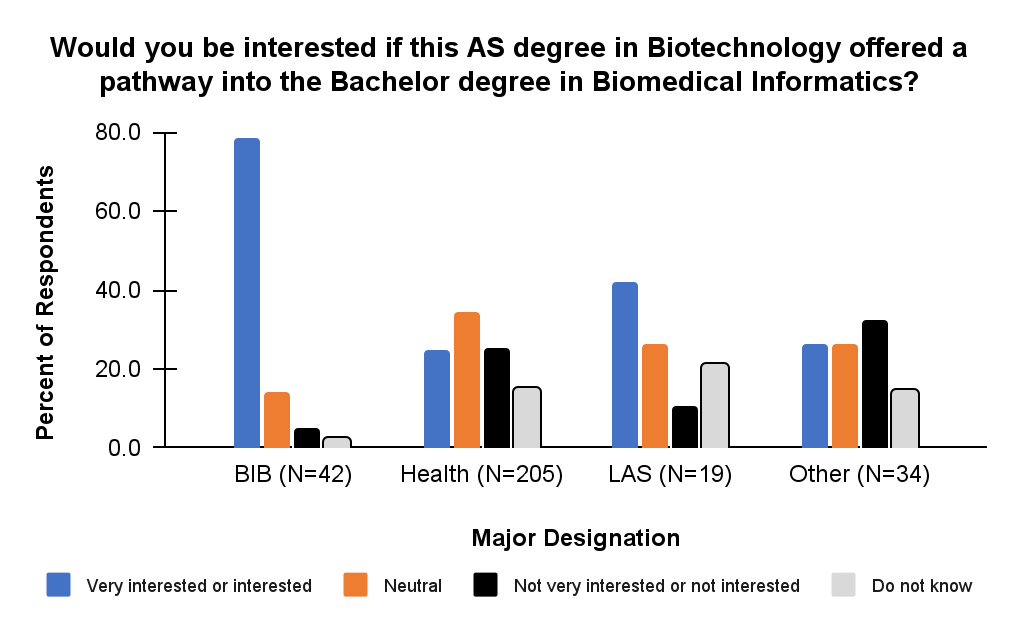 Would you be interested if this AS degree in Biotechnology offered a
pathway into the Bachelor degree in Biomedical Informatics?
Percent of Respondents
80.0
60.0
40.0
20.0
0.0
BIB (N=42) Health (N=205) LAS (N=19) Other (N=34)
Major Designation
Very interested or interested Neutral Not very interested or not interested Do not know